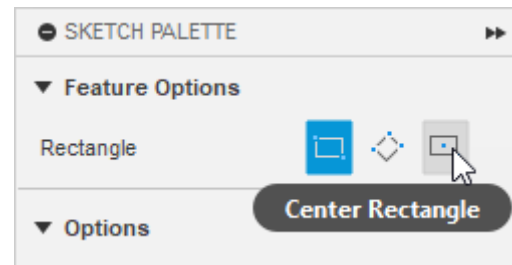 SKETCH PALETTE
Feature Options
Rectangle
Center Rectangle
Options